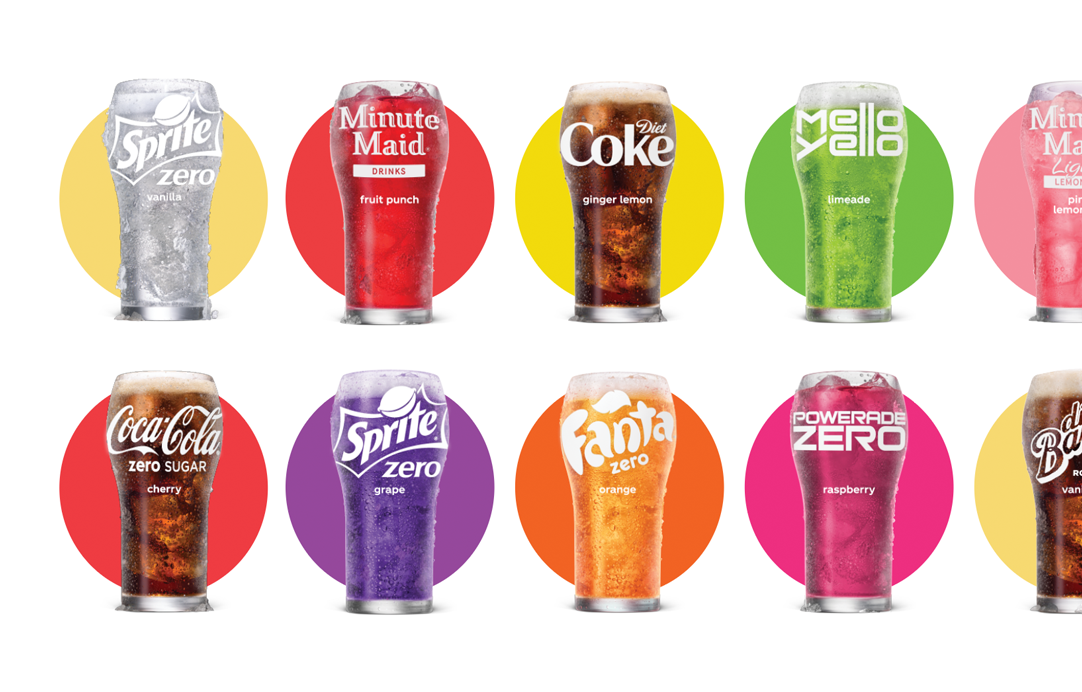 Sprite
zero
vanilla
Minute
Maid
DRINKS
fruit punch
Diet
Coke
ginger lemon
mello
yello
limeade
Coca-Cola
zero SUGAR
cherry
Sprite
zero
grape
Fanta
zero
orange
POWERADE
ZERO
raspberry